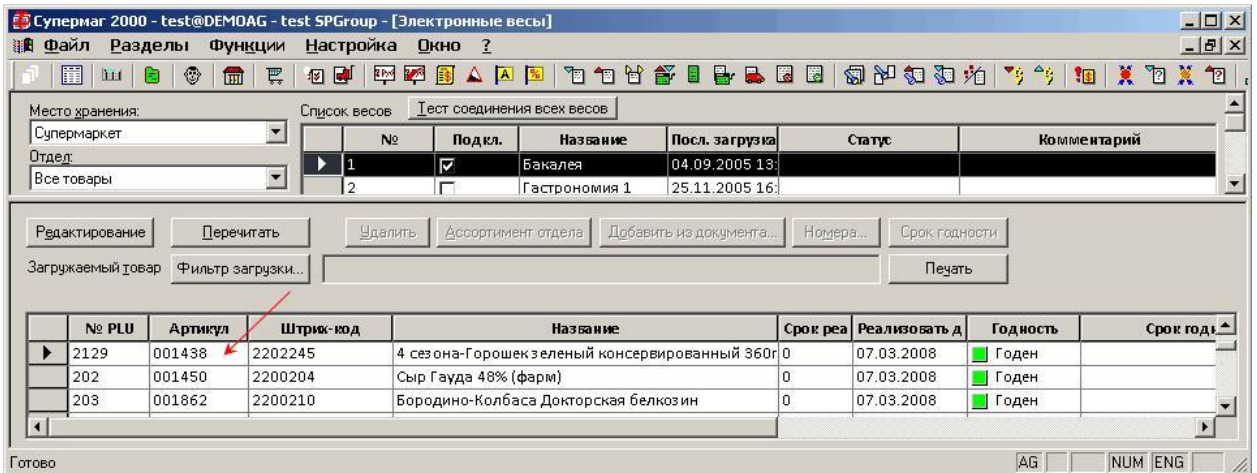 Супермаг 2000 - test@DEMOAG - test SPGroup - [Электронные весы]
Файл Разделы Функции Настройка Окно ?
Место хранения: Список весов Тест соединения всех весов
Супермаркет
№ Подкл. Название Посл. загрузка Статус Комментарий
Отдел:
1 Бакалея 04.09.2005 13:
Все товары
2 Гастрономия 1 25.11.2005 16:
Редактирование Перечитать Удалить Ассортимент отдела Добавить из документа... Номера... Срок годности
Загружаемый товар Фильтр загрузки... Печать
№ PLU Артикул Штрих-код Название Срок реа Реализовать д Годность Срок годн
2129 001438 2202245 4 сезона-Горошек зеленый консервированный 360г 0 07.03.2008 Годен
202 001450 2200204 Сыр Гауда 48% (фарм) 0 07.03.2008 Годен
203 001862 2200210 Бородино-Колбаса Докторская белкозин 0 07.03.2008 Годен
Готово AG NUM ENG